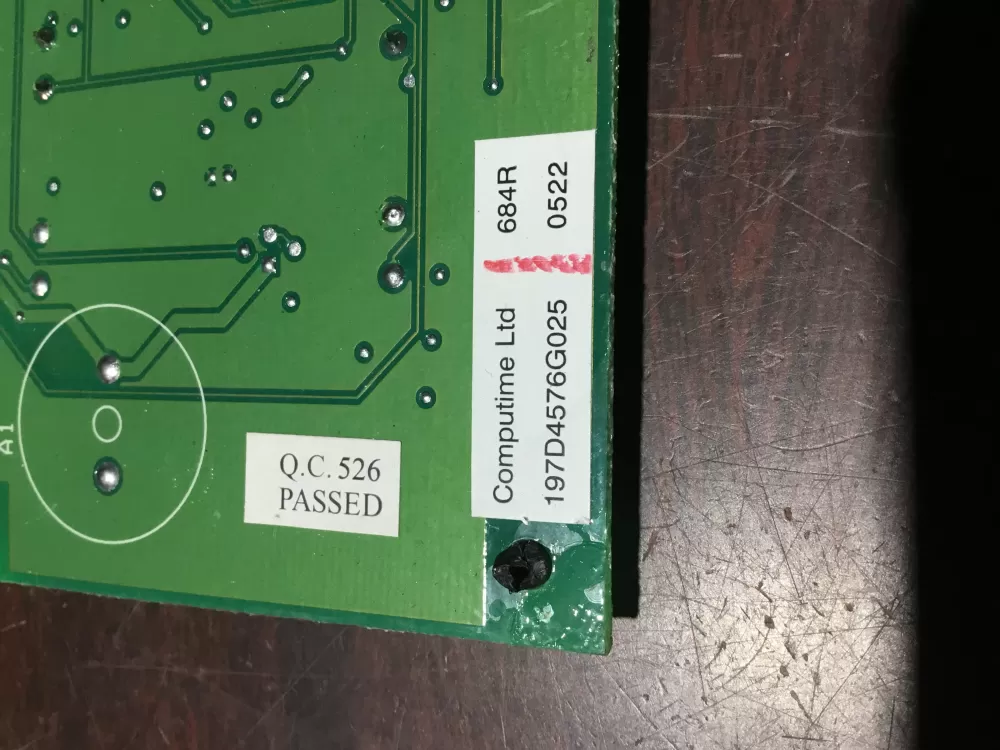 Computime Ltd 684R
197D4576G025 0522
Q.C. 526
PASSED
A1